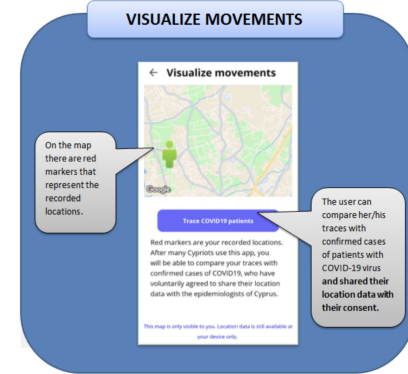 VISUALIZE MOVEMENTS
← Visualize movements
On the map
there are red
markers that
represent the
recorded
locations.
Google
Trace COVID19 patients
Red markers are your recorded locations.
After many Cypriots use this app, you
will be able to compare your traces with
confirmed cases of COVID19, who have
voluntarily agreed to share their location
data with the epidemiologists of Cyprus.
This map is only visible to you. Location data is still available at
your device only.
The user can
compare her/his
traces with
confirmed cases
of patients with
COVID-19 virus
and shared their
location data with
their consent.